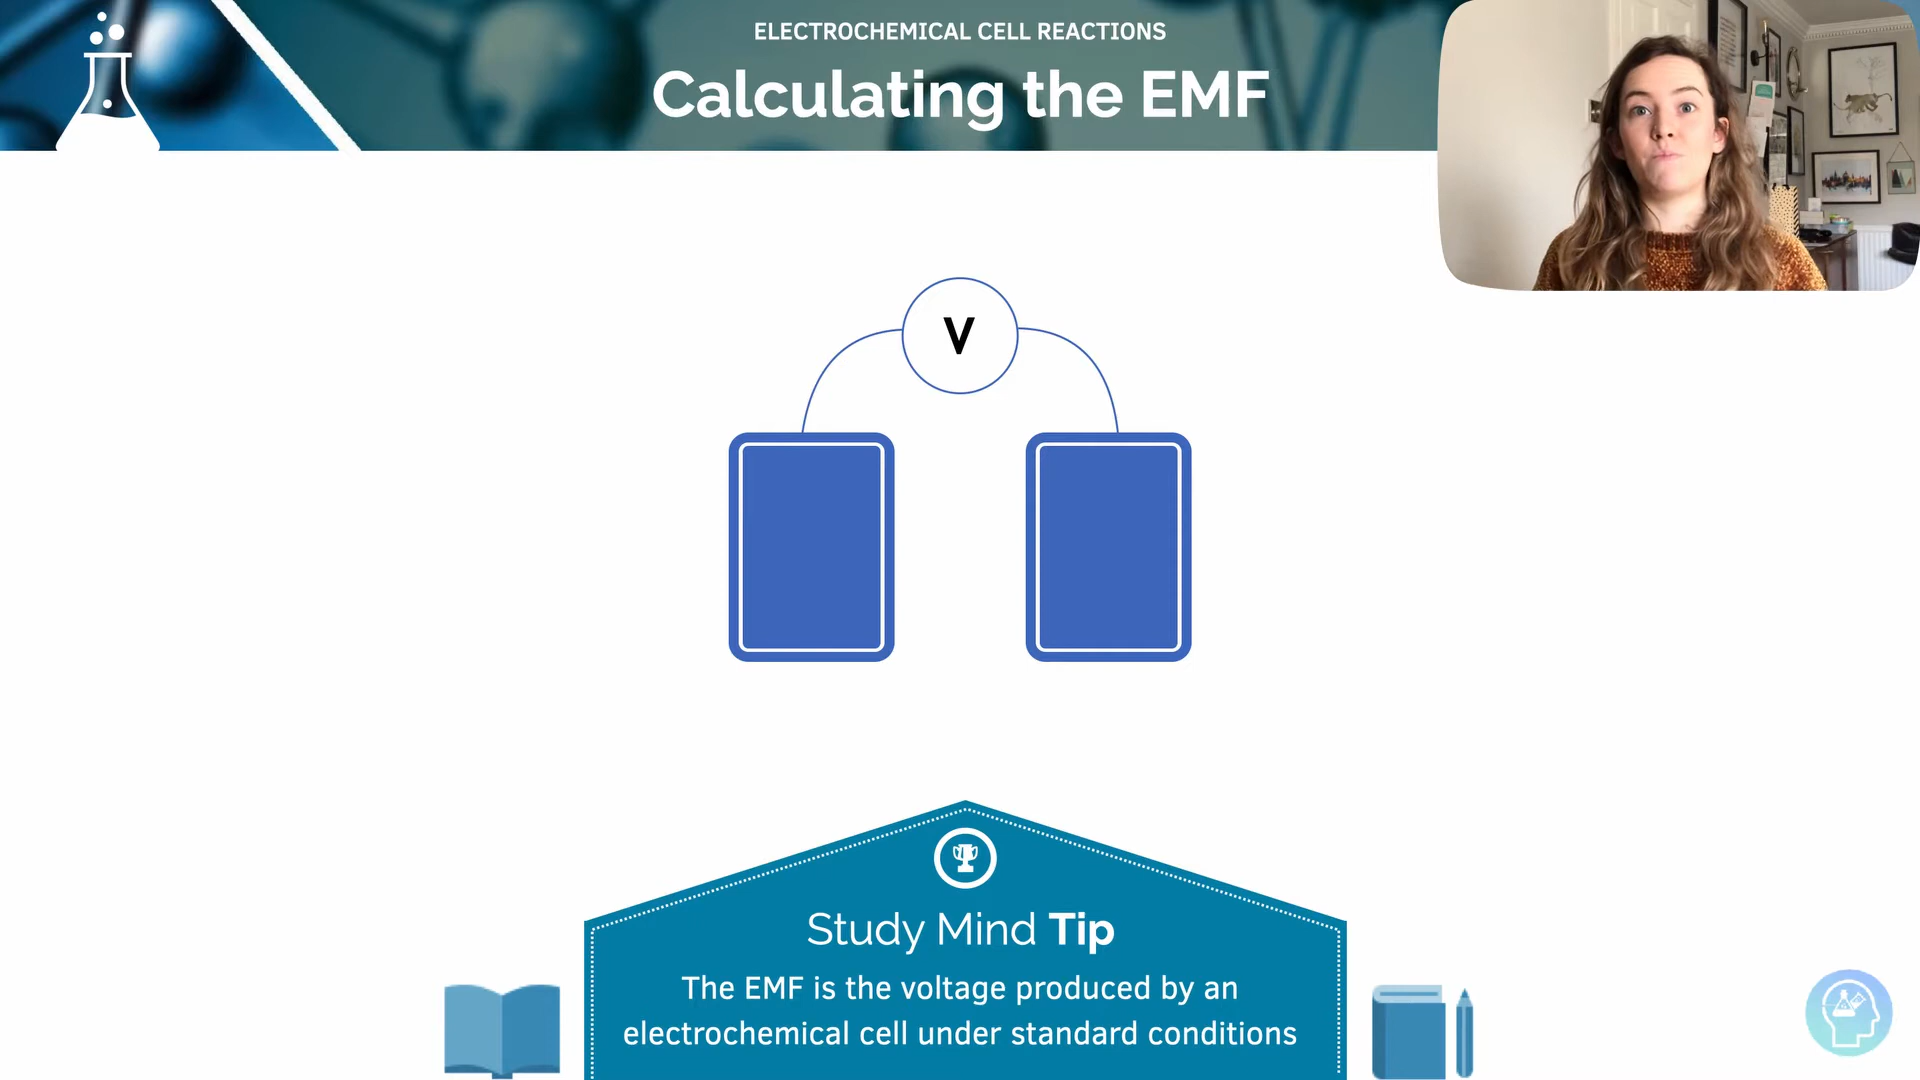 ELECTROCHEMICAL CELL REACTIONS
Calculating the EMF
V
Study Mind Tip
The EMF is the voltage produced by an
electrochemical cell under standard conditions